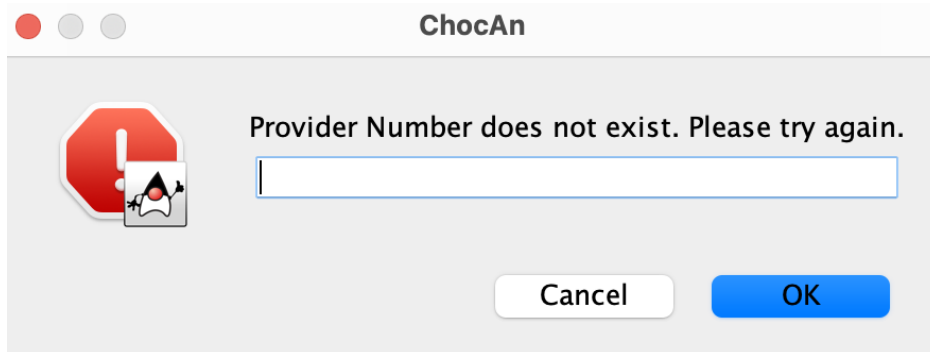 ChocAn
Provider Number does not exist. Please try again.
Cancel
OK